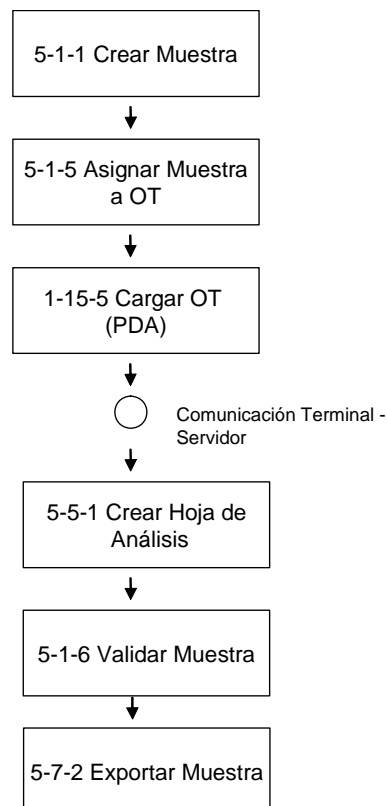 5-1-1 Crear Muestra
5-1-5 Asignar Muestra
a OT
1-15-5 Cargar OT
(PDA)
Comunicación Terminal -
Servidor
5-5-1 Crear Hoja de
Análisis
5-1-6 Validar Muestra
5-7-2 Exportar Muestra